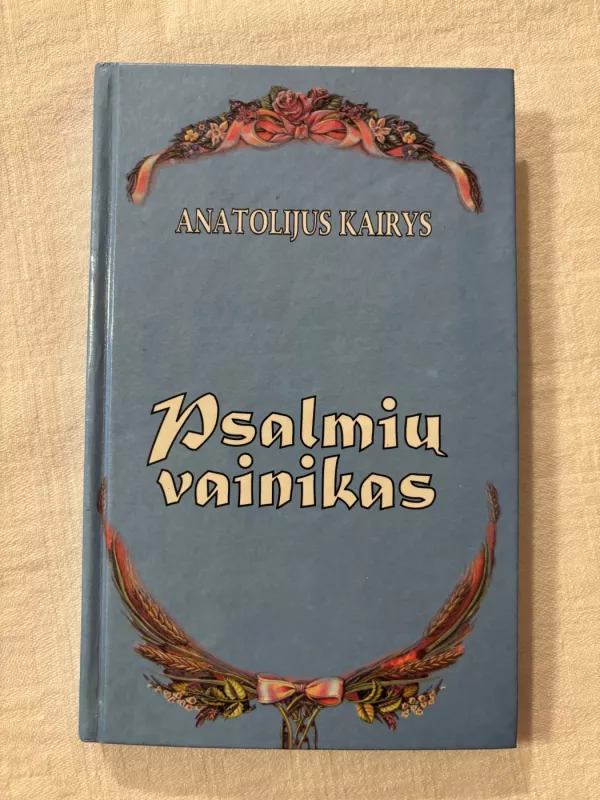 ANATOLIJUS KAIRYS
Psalmių
vainikas